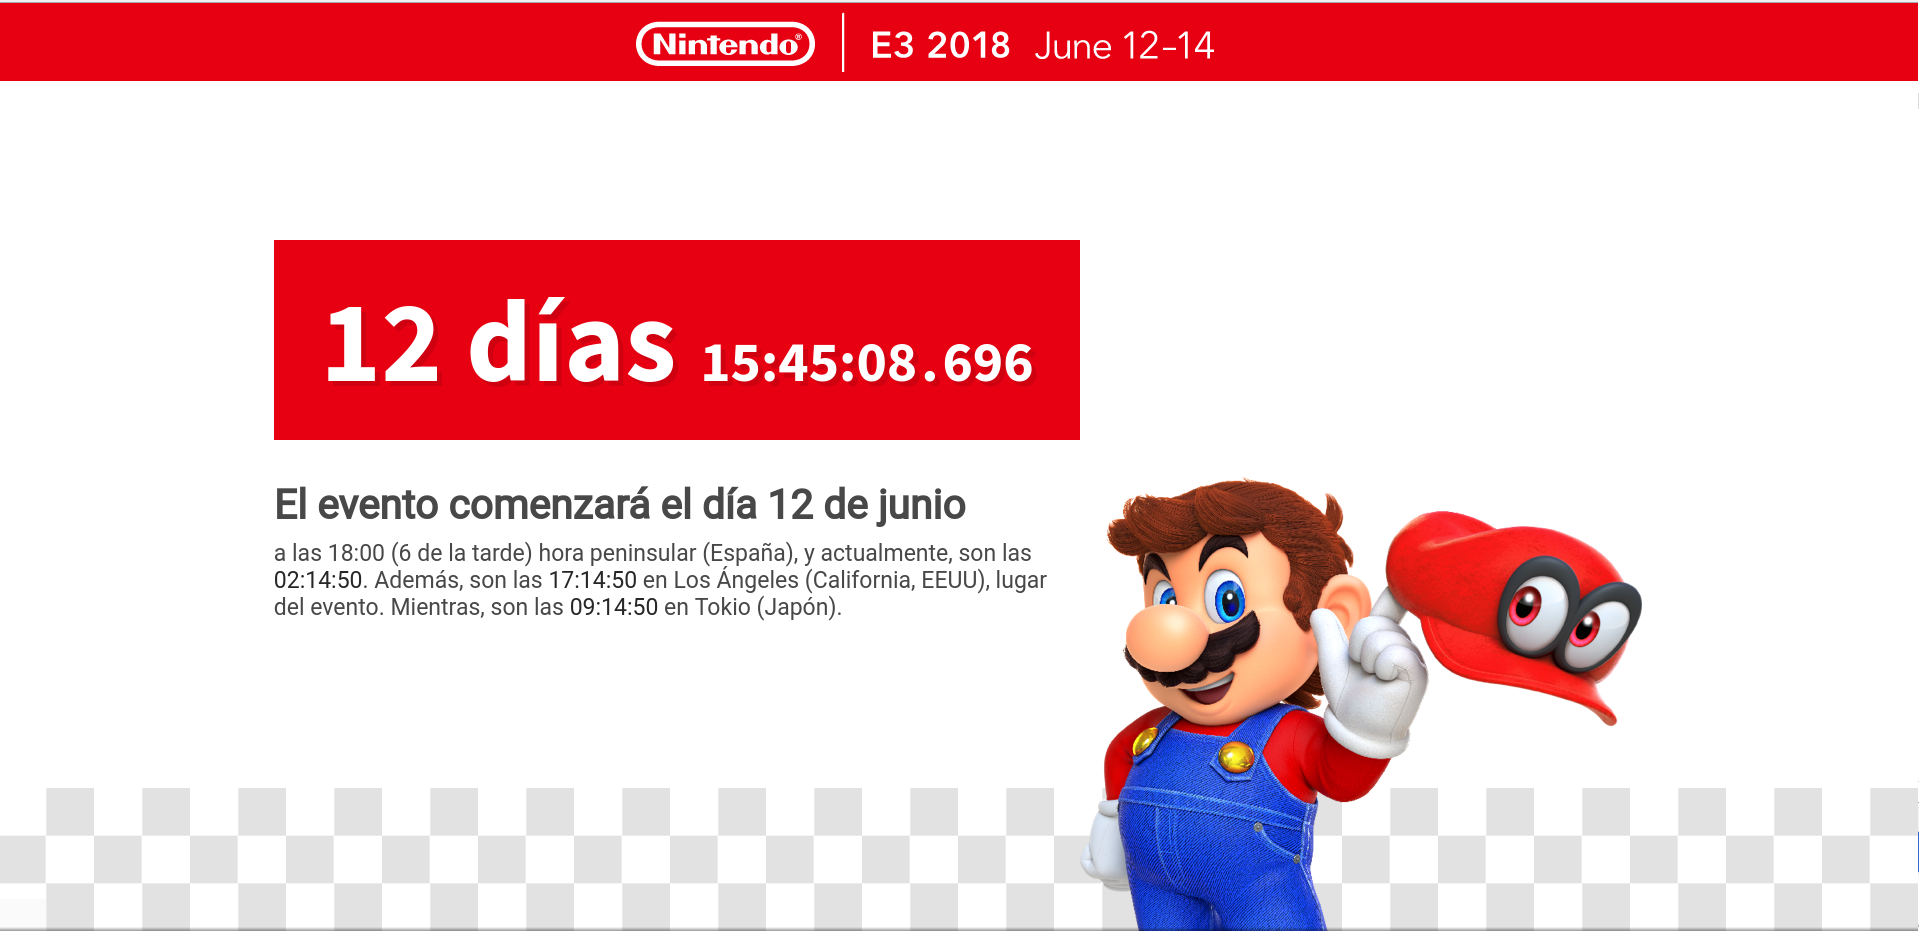 Nintendo® E3 2018 June 12-14
12 días 15:45:08.696
El evento comenzará el día 12 de junio
a las 18:00 (6 de la tarde) hora peninsular (España), y actualmente, son las
02:14:50. Además, son las 17:14:50 en Los Ángeles (California, EEUU), lugar
del evento. Mientras, son las 09:14:50 en Tokio (Japón).